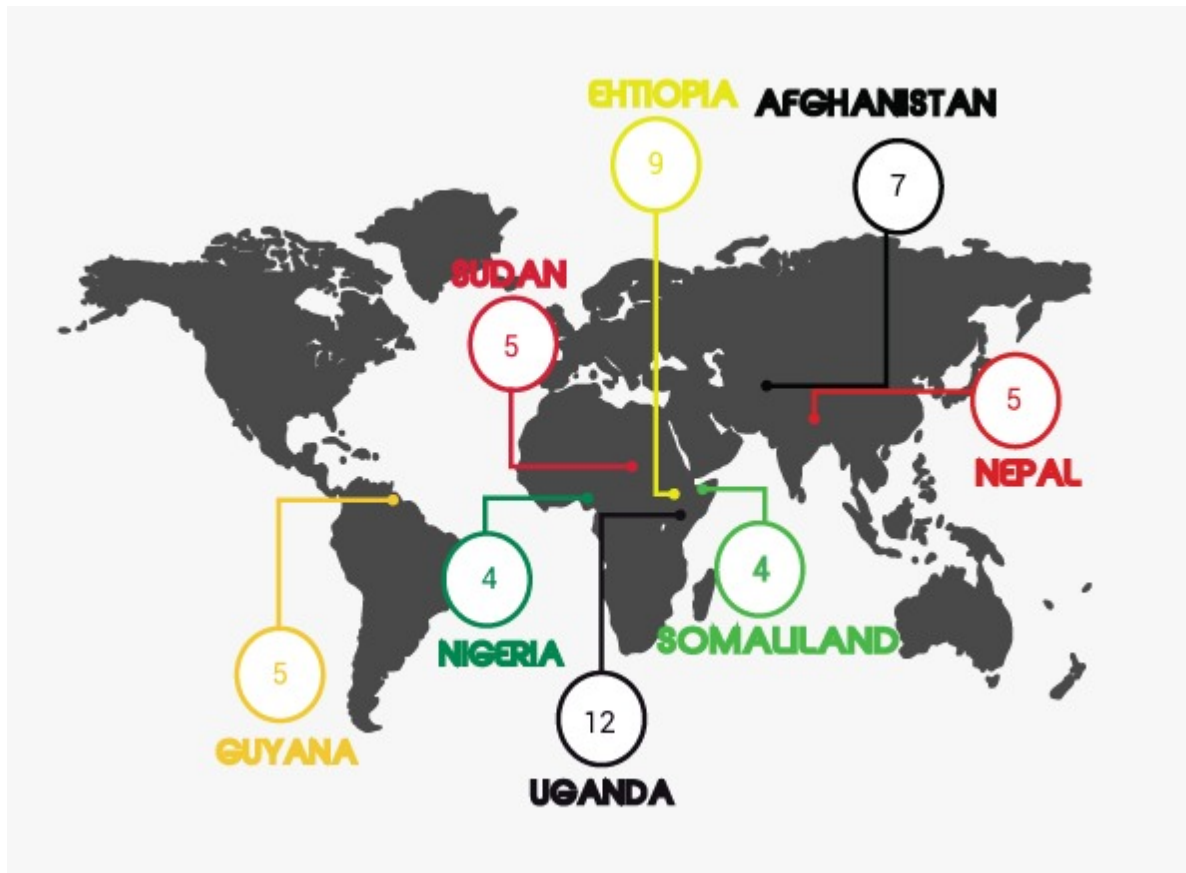 EHTIOPIA
9
AFGHANISTAN
7
SUDAN
5
5
NEPAL
4
NIGERIA
4
SOMALILAND
5
GUYANA
12
UGANDA